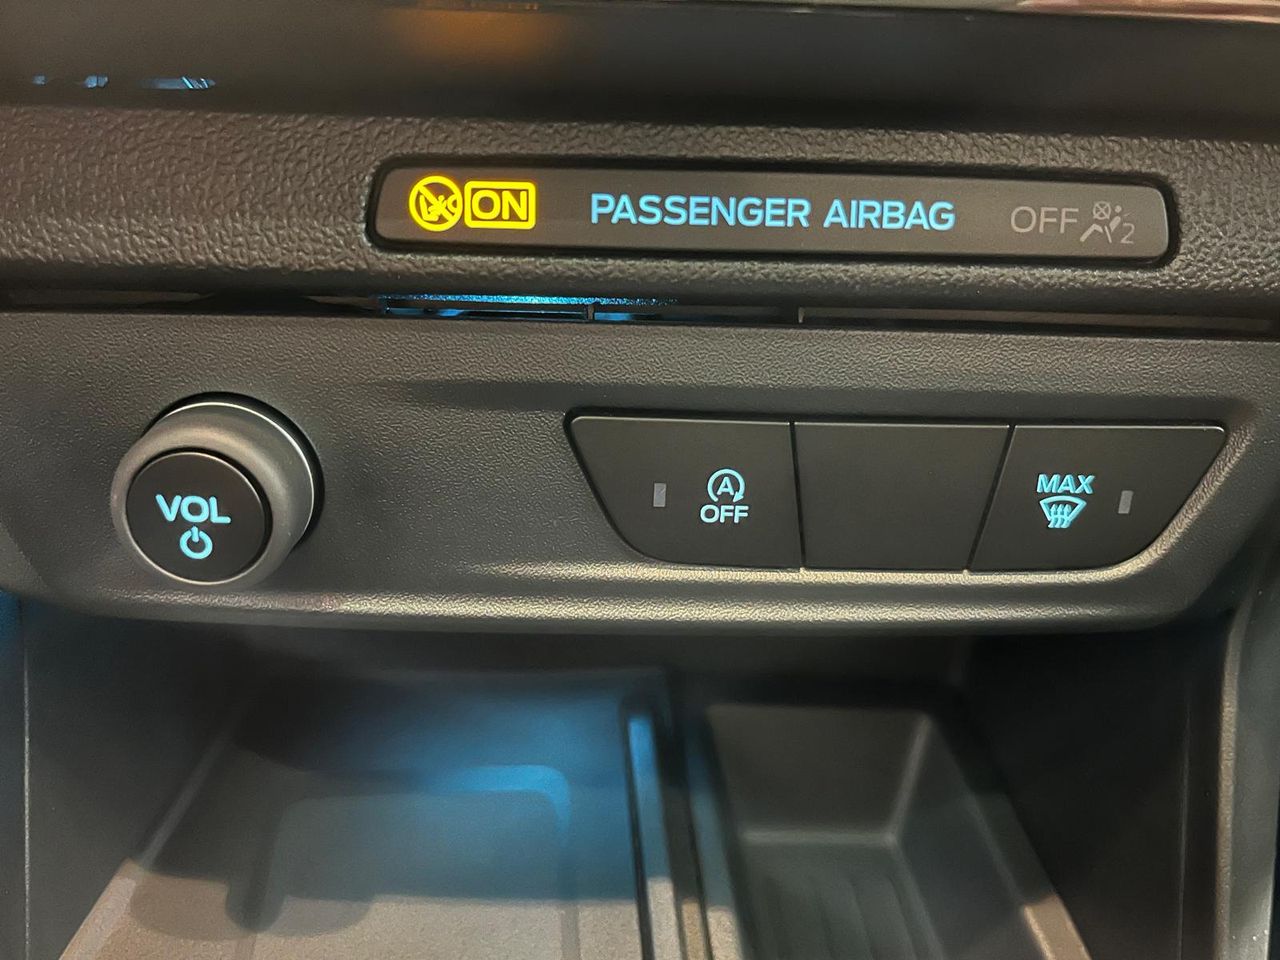 ON PASSENGER AIRBAG OFF 2
VOL
A
OFF
MAX